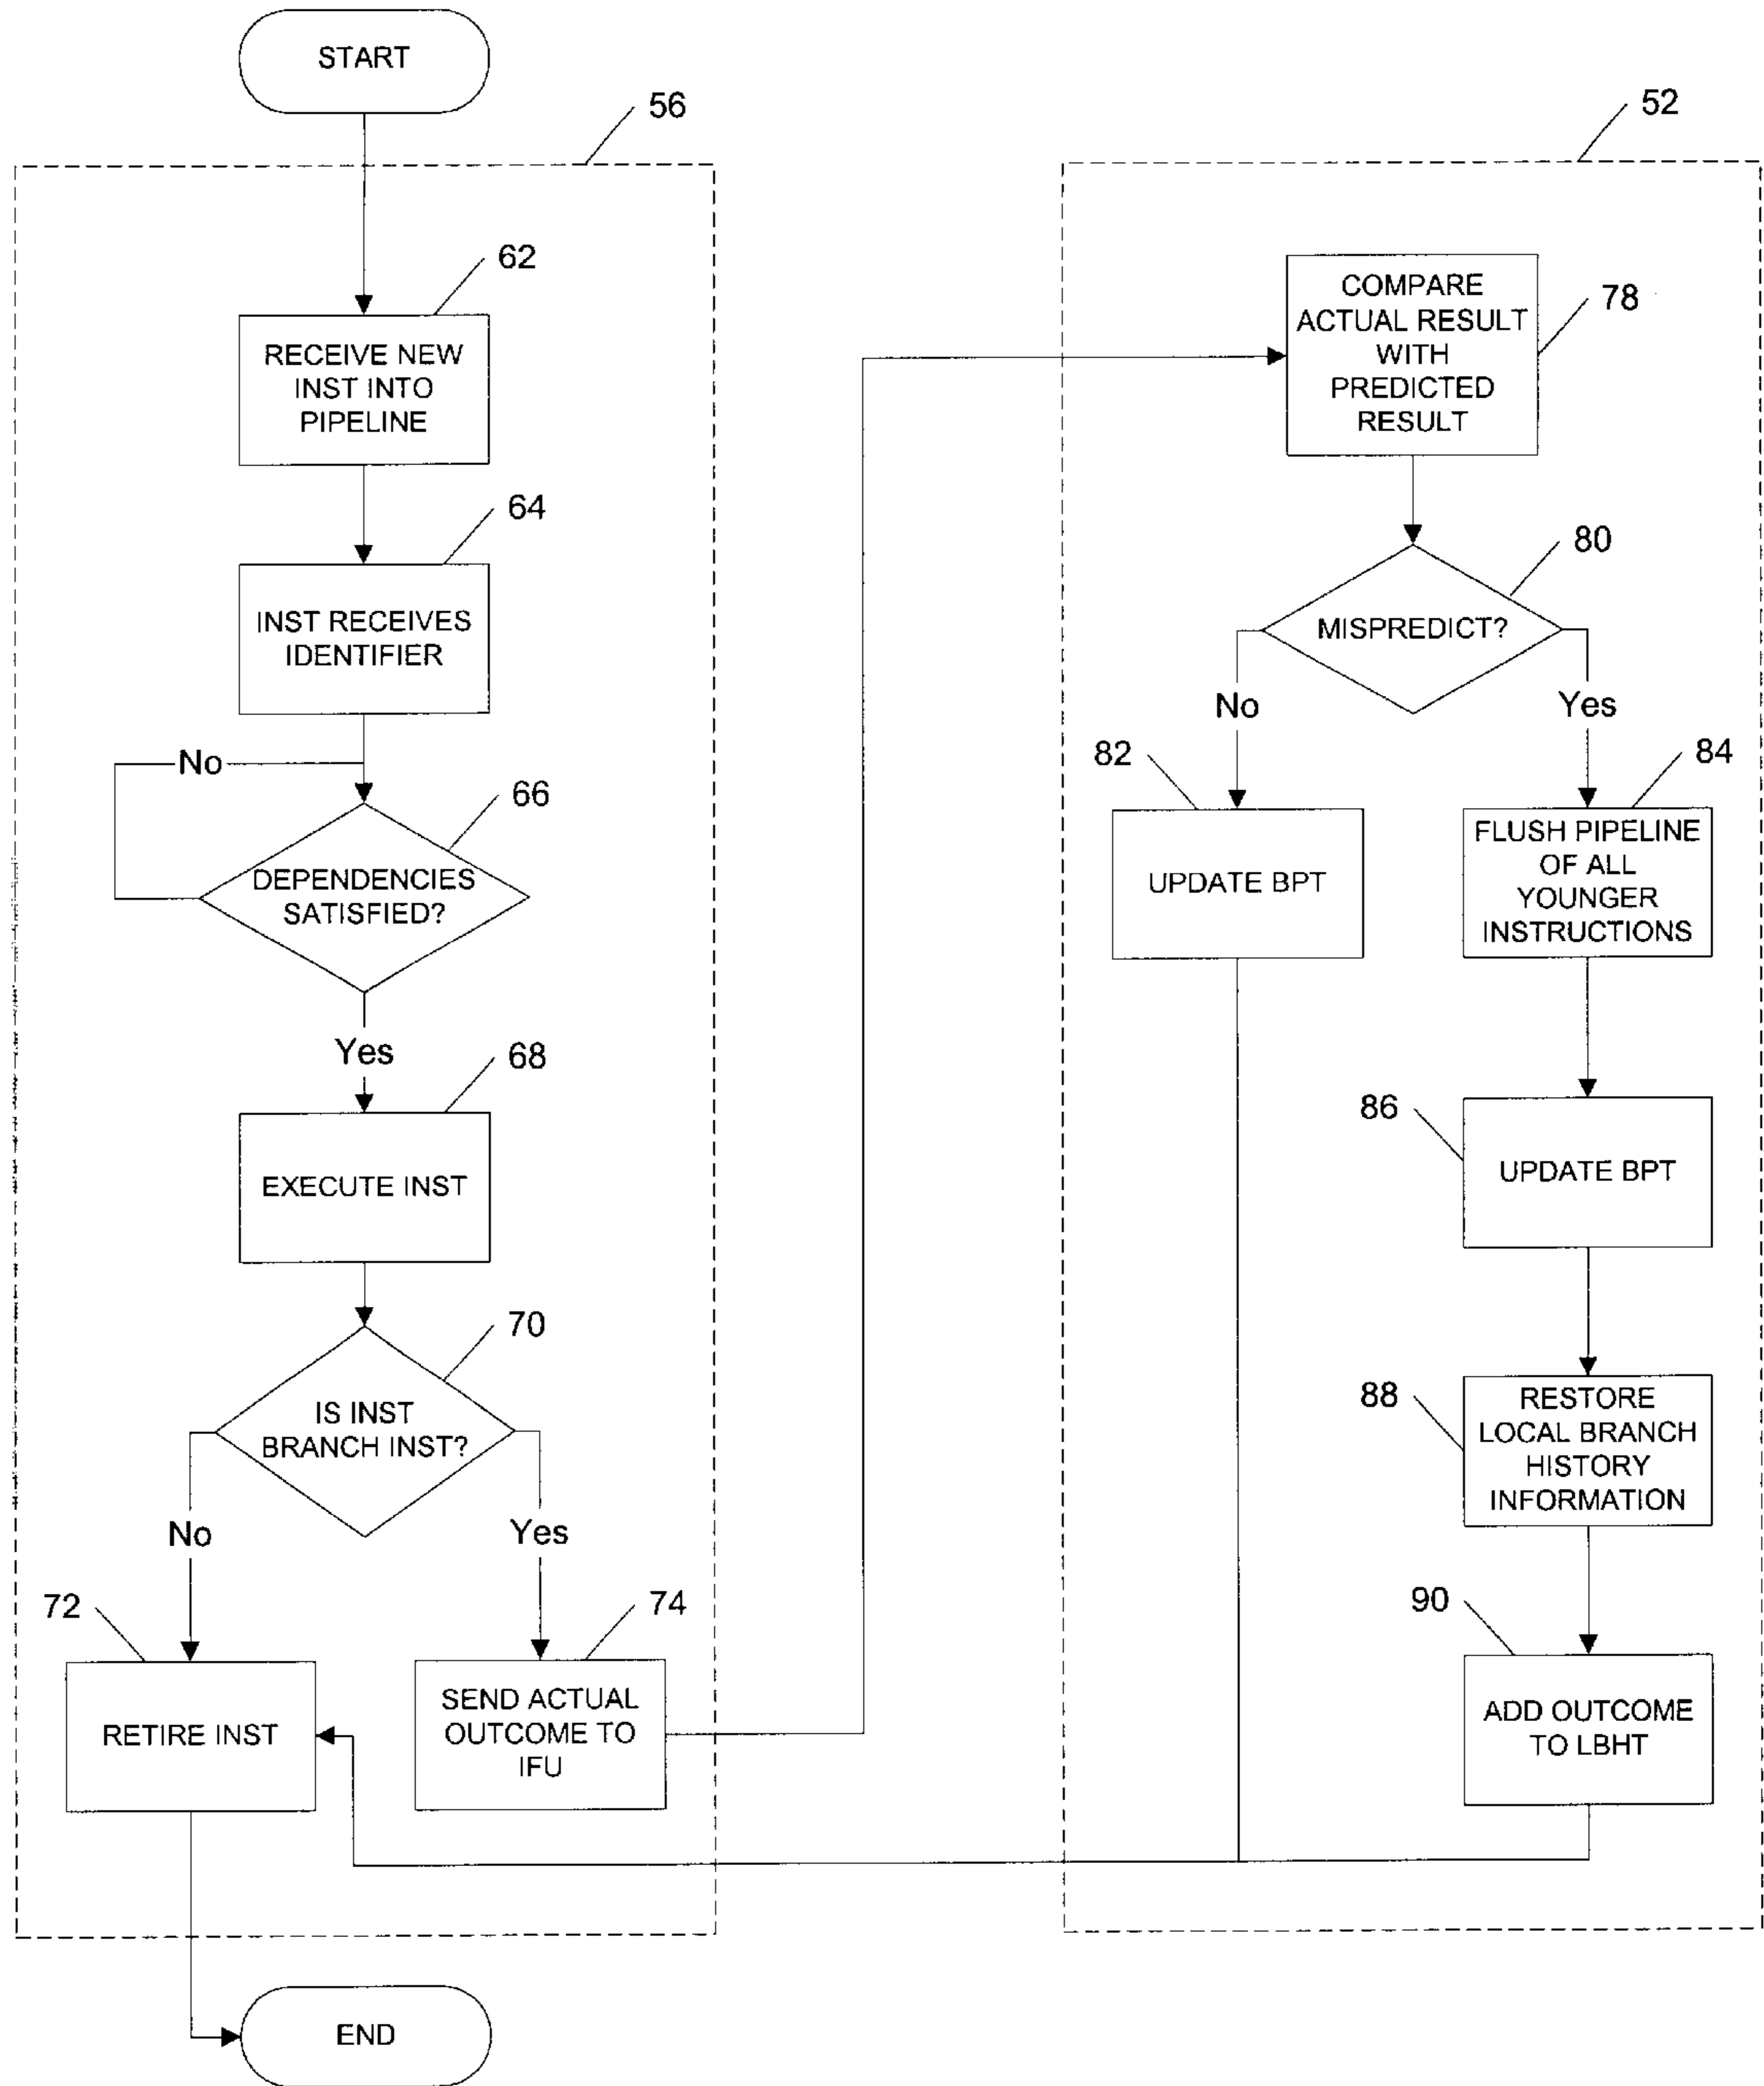 START
56
62
RECEIVE NEW
INST INTO
PIPELINE
64
INST RECEIVES
IDENTIFIER
No
66
DEPENDENCIES
SATISFIED?
Yes
68
EXECUTE INST
70
IS INST
BRANCH INST?
No
Yes
72
RETIRE INST
74
SEND ACTUAL
OUTCOME TO
IFU
END
52
COMPARE
ACTUAL RESULT
WITH
PREDICTED
RESULT
78
80
MISPREDICT?
No
Yes
82
UPDATE BPT
84
FLUSH PIPELINE
OF ALL
YOUNGER
INSTRUCTIONS
86
UPDATE BPT
88
RESTORE
LOCAL BRANCH
HISTORY
INFORMATION
90
ADD OUTCOME
TO LBHT